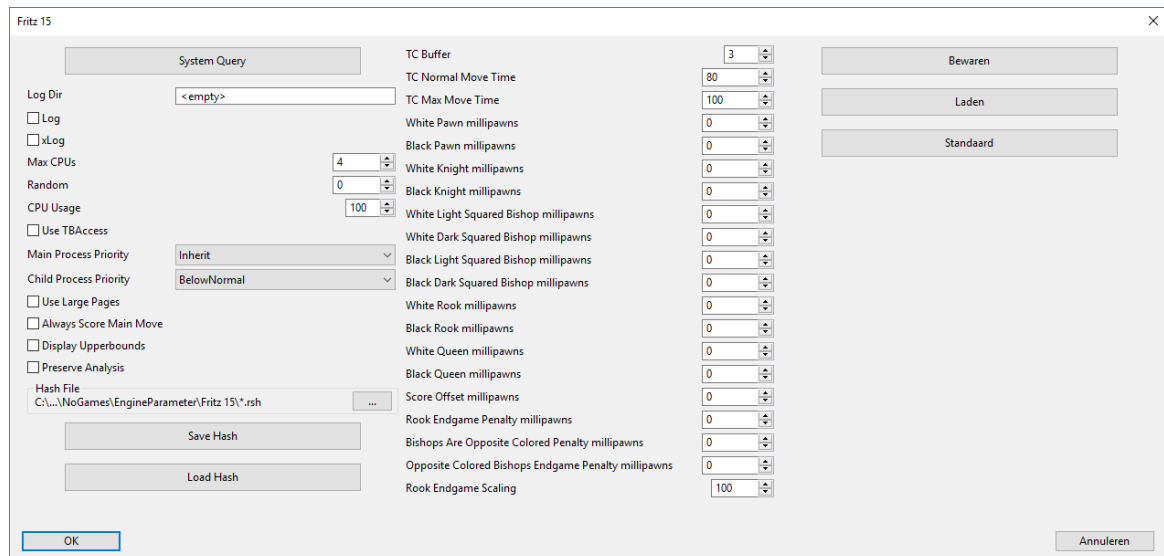 Fritz 15
System Query
Log Dir <empty>
Log
xLog
Max CPUs 4
Random 0
CPU Usage 100
Use TBAccess
Main Process Priority Inherit
Child Process Priority BelowNormal
Use Large Pages
Always Score Main Move
Display Upperbounds
Preserve Analysis
Hash File
C:\...\NoGames\EngineParameter\Fritz 15\*.rsh ...
Save Hash
Load Hash
TC Buffer 3
TC Normal Move Time 80
TC Max Move Time 100
White Pawn millipawns 0
Black Pawn millipawns 0
White Knight millipawns 0
Black Knight millipawns 0
White Light Squared Bishop millipawns 0
White Dark Squared Bishop millipawns 0
Black Light Squared Bishop millipawns 0
Black Dark Squared Bishop millipawns 0
White Rook millipawns 0
Black Rook millipawns 0
White Queen millipawns 0
Black Queen millipawns 0
Score Offset millipawns 0
Rook Endgame Penalty millipawns 0
Bishops Are Opposite Colored Penalty millipawns 0
Opposite Colored Bishops Endgame Penalty millipawns 0
Rook Endgame Scaling 100
Bewaren
Laden
Standaard
OK
Annuleren